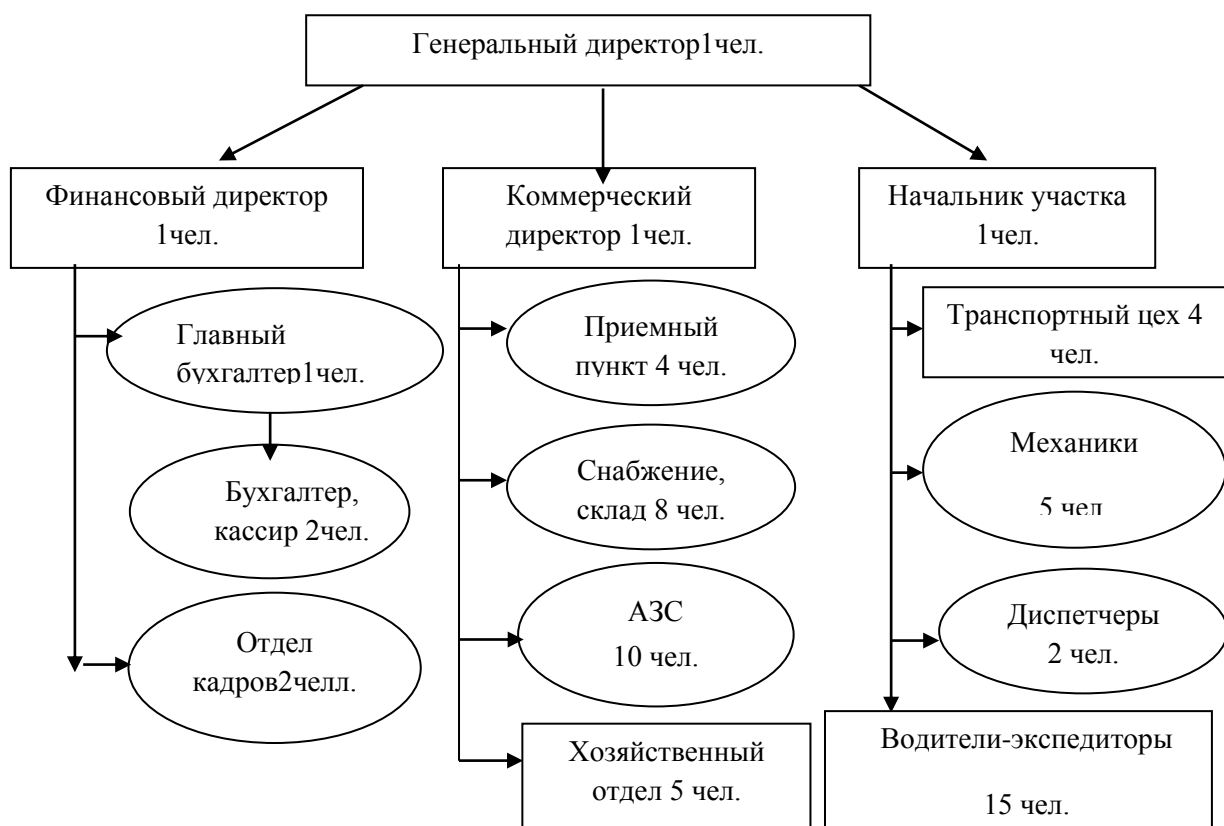 Генеральный директор1чел.
Финансовый директор
1чел.
Коммерческий
директор 1чел.
Начальник участка
1чел.
Главный
бухгалтер1чел.
Бухгалтер,
кассир 2чел.
Отдел
кадров2челл.
Приемный
пункт 4 чел.
Снабжение,
склад 8 чел.
АЗС
10 чел.
Хозяйственный
отдел 5 чел.
Транспортный цех 4
чел.
Механики
5 чел
Диспетчеры
2 чел.
Водители-экспедиторы
15 чел.